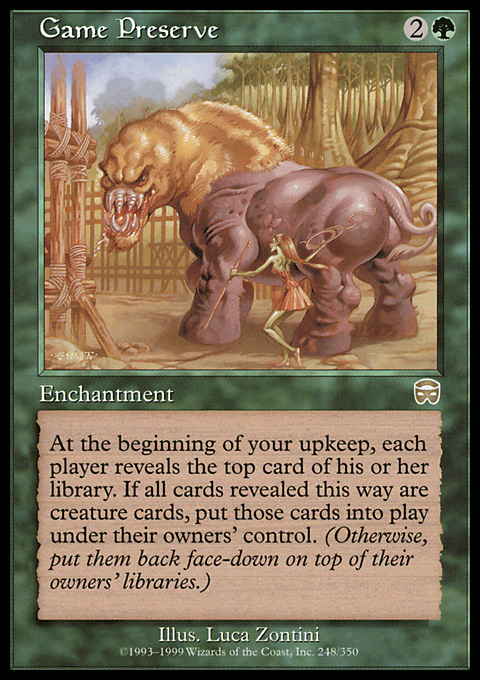 Game Preserve 2
Enchantment
At the beginning of your upkeep, each
player reveals the top card of his or her
library. If all cards revealed this way are
creature cards, put those cards into play
under their owners' control. (Otherwise,
put them back face-down on top of their
owners' libraries.)
Illus. Luca Zontini
©1993–1999 Wizards of the Coast, Inc. 248/350